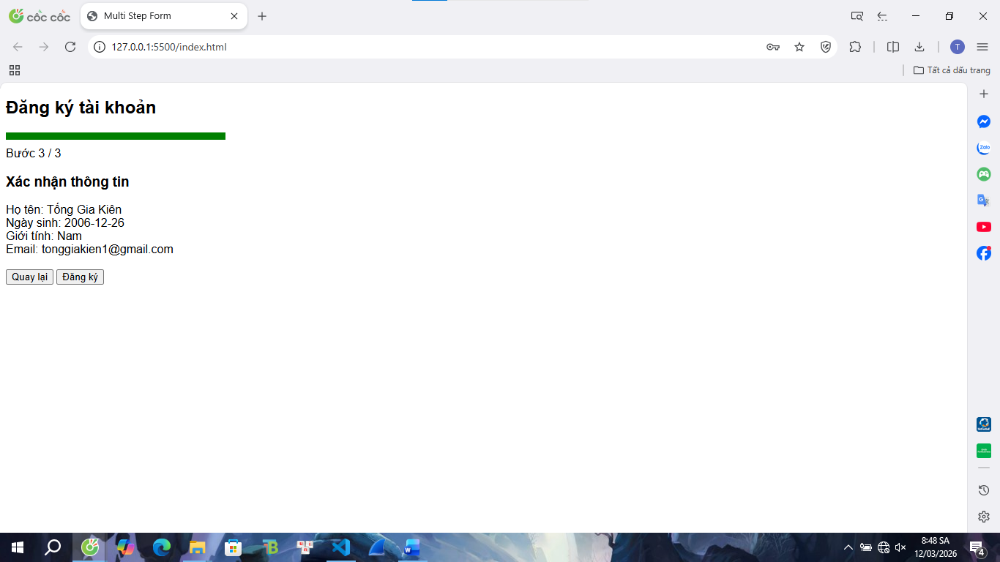 cốc cốc
Multi Step Form
127.0.0.1:5500/index.html
T
Tất cả dấu trang
Đăng ký tài khoản
Bước 3 / 3
Xác nhận thông tin
Họ tên: Tống Gia Kiên
Ngày sinh: 2006-12-26
Giới tính: Nam
Email: tonggiakien1@gmail.com
Quay lại
Đăng ký
Zalo
8:48 SA
12/03/2026
4